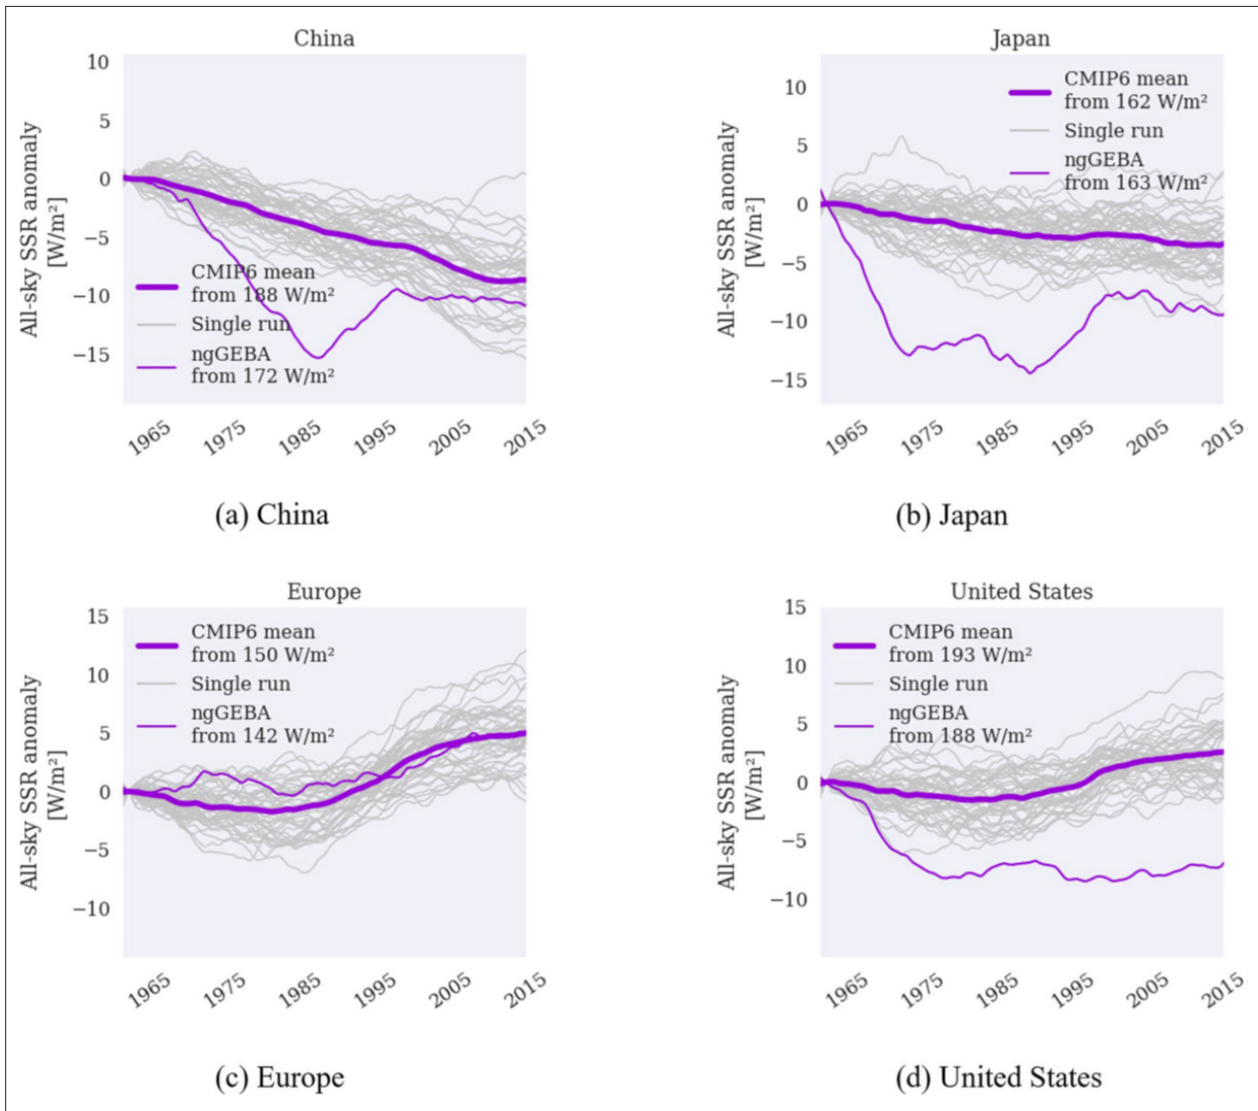 China
10
5
0
−5
−10
−15
All-sky SSR anomaly
[W/m²]
CMIP6 mean
from 188 W/m²
Single run
ngGEBA
from 172 W/m²
1965
1975
1985
1995
2005
2015
(a) China
Japan
10
5
0
−5
−10
−15
All-sky SSR anomaly
[W/m²]
CMIP6 mean
from 162 W/m²
Single run
ngGEBA
from 163 W/m²
1965
1975
1985
1995
2005
2015
(b) Japan
Europe
15
10
5
0
−5
−10
All-sky SSR anomaly
[W/m²]
CMIP6 mean
from 150 W/m²
Single run
ngGEBA
from 142 W/m²
1965
1975
1985
1995
2005
2015
(c) Europe
United States
15
10
5
0
−5
−10
All-sky SSR anomaly
[W/m²]
CMIP6 mean
from 193 W/m²
Single run
ngGEBA
from 188 W/m²
1965
1975
1985
1995
2005
2015
(d) United States